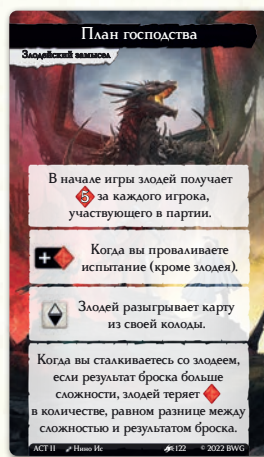 План господства
Злодейский замысел
В начале игры злодей получает
5 за каждого игрока,
участвующего в партии.
+ Когда вы проваливаете
испытание (кроме злодея).
Злодей разыгрывает карту
из своей колоды.
Когда вы сталкиваетесь со злодеем,
если результат броска больше
сложности, злодей теряет
в количестве, равном разнице между
сложностью и результатом броска.
ACT II Нино Ис 122 © 2022 BWG